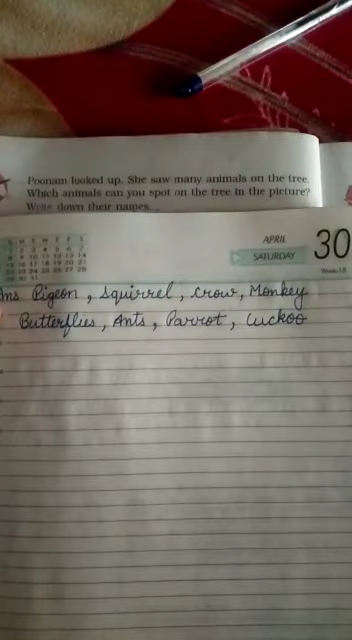 Poonam looked up. She saw many animals on the tree.
Which animals can you spot on the tree in the picture?
Write down their names.
APRIL
SATURDAY
30
Ans Pigeon, Squirrel, Crow, Monkey
Butterflies, Ants, Parrot, Cuckoo